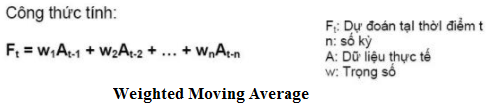 Công thức tính:
Fₜ = w₁Aₜ₋₁ + w₂Aₜ₋₂ + … + wₙAₜ₋ₙ
Fₜ: Dự đoán tại thời điểm t
n: số kỳ
A: Dữ liệu thực tế
w: Trọng số
Weighted Moving Average